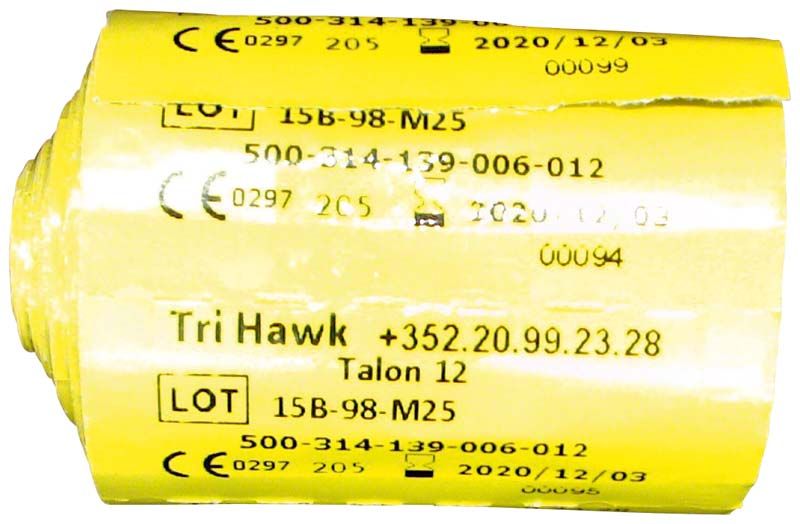 500-314-139-006-012
CE 0297 205 2020/12/03
00099
LOT 15B-98-M25
500-314-139-006-012
CE 0297 205 2020/12/03
00094
Tri Hawk +352.20.99.23.28
Talon 12
LOT 15B-98-M25
500-314-139-006-012
CE 0297 205 2020/12/03
00095